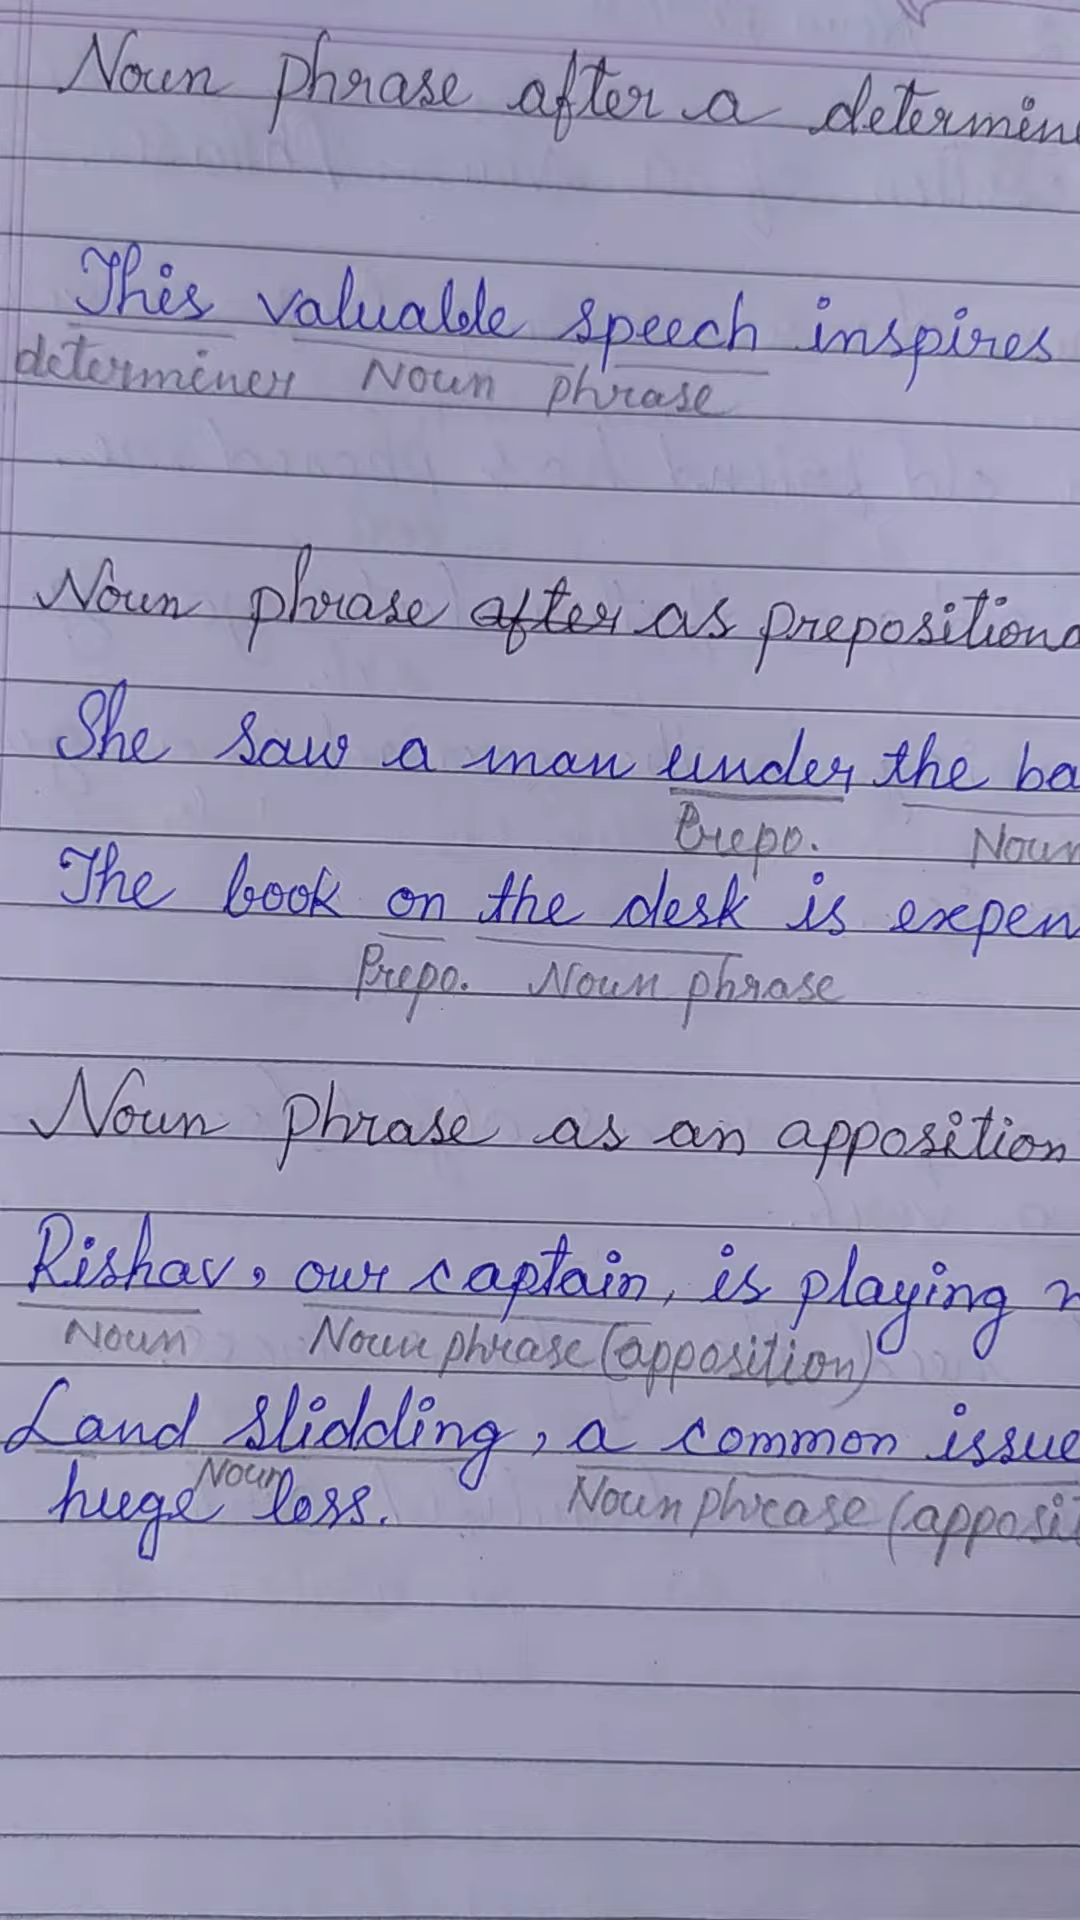 Noun phrase after a determine
This valuable speech inspires
determiner Noun phrase
Noun phrase after as preposition
She saw a man under the ba
Prepo. Noun
The book on the desk is expen
Prepo. Noun phrase
Noun phrase as an apposition
Rishav, our captain, is playing
Noun Noun phrase (apposition)
Land slidding, a common issue
Noun Noun phrase (apposit
huge loss.